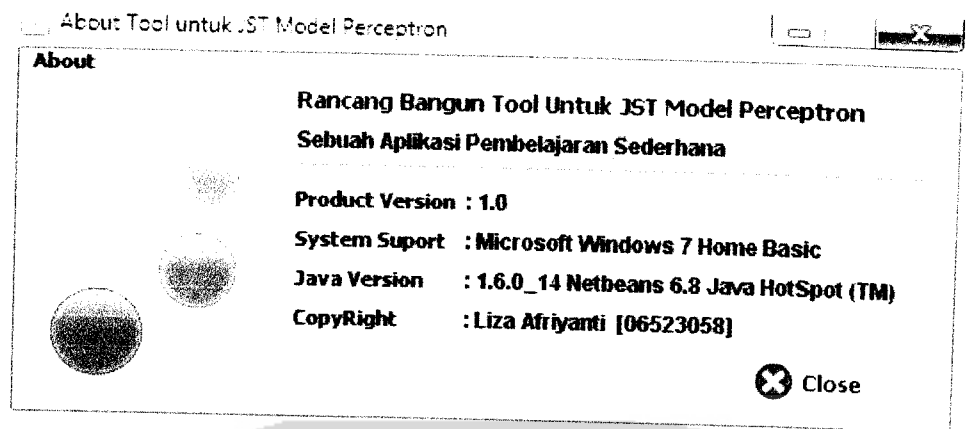 About Tool untuk JST Model Perceptron
About
Rancang Bangun Tool Untuk JST Model Perceptron
Sebuah Aplikasi Pembelajaran Sederhana
Product Version : 1.0
System Suport : Microsoft Windows 7 Home Basic
Java Version : 1.6.0_14 Netbeans 6.8 Java HotSpot (TM)
CopyRight : Liza Afriyanti [06523058]
Close